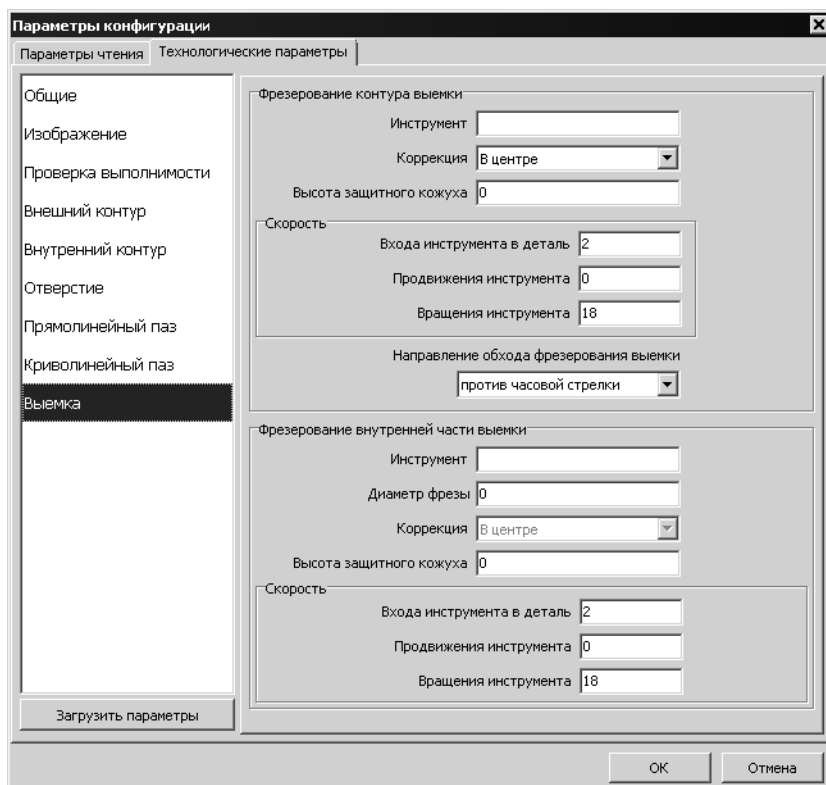 Параметры конфигурации
Параметры чтения Технологические параметры
Общие
Изображение
Проверка выполнимости
Внешний контур
Внутренний контур
Отверстие
Прямолинейный паз
Криволинейный паз
Выемка
Загрузить параметры
Фрезерование контура выемки
Инструмент
Коррекция В центре
Высота защитного кожуха 0
Скорость
Входа инструмента в деталь 2
Продвижения инструмента 0
Вращения инструмента 18
Направление обхода фрезерования выемки
против часовой стрелки
Фрезерование внутренней части выемки
Инструмент
Диаметр фрезы 0
Коррекция В центре
Высота защитного кожуха 0
Скорость
Входа инструмента в деталь 2
Продвижения инструмента 0
Вращения инструмента 18
OK Отмена